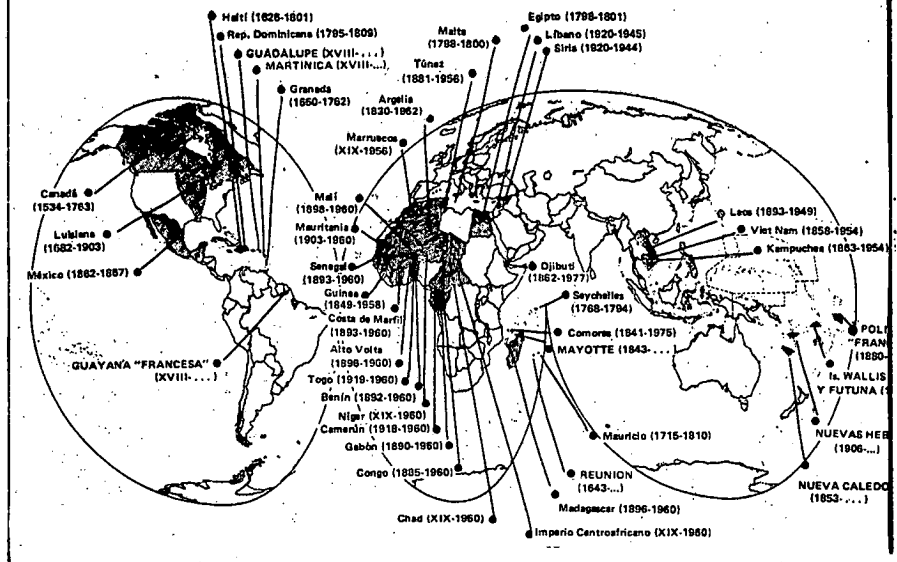 Haití (1626-1801)
Rep. Dominicana (1795-1809)
GUADALUPE (XVIII-...)
MARTINICA (XVIII-...)
Granada
(1650-1762)
Malta
(1798-1800)
Egipto (1798-1801)
Líbano (1920-1945)
Siria (1920-1944)
Túnez
(1881-1956)
Argelia
(1830-1962)
Marruecos
(XIX-1956)
Canadá
(1534-1763)
Luisiana
(1682-1903)
México (1862-1867)
GUAYANA "FRANCESA"
(XVIII-...)
Malí
(1898-1960)
Mauritania
(1903-1960)
Senegal
(1893-1960)
Guinea
(1849-1958)
Costa de Marfil
(1893-1960)
Alto Volta
(1896-1960)
Togo (1919-1960)
Benín (1892-1960)
Níger (XIX-1960)
Camerún (1918-1960)
Gabón (1890-1960)
Congo (1885-1960)
Chad (XIX-1960)
Imperio Centroafricano (XIX-1960)
Madagascar (1896-1960)
REUNION
(1643-...)
Mauricio (1715-1810)
Djibuti
(1862-1977)
Seychelles
(1768-1794)
Comores (1841-1975)
MAYOTTE (1843-...)
Laos (1893-1949)
Viet Nam (1858-1954)
Kampuchea (1863-1954)
POLI
"FRAN
(1880-
Is. WALLIS
Y FUTUNA (1
NUEVAS HEB
(1906-...)
NUEVA CALEDO
(1853-...)